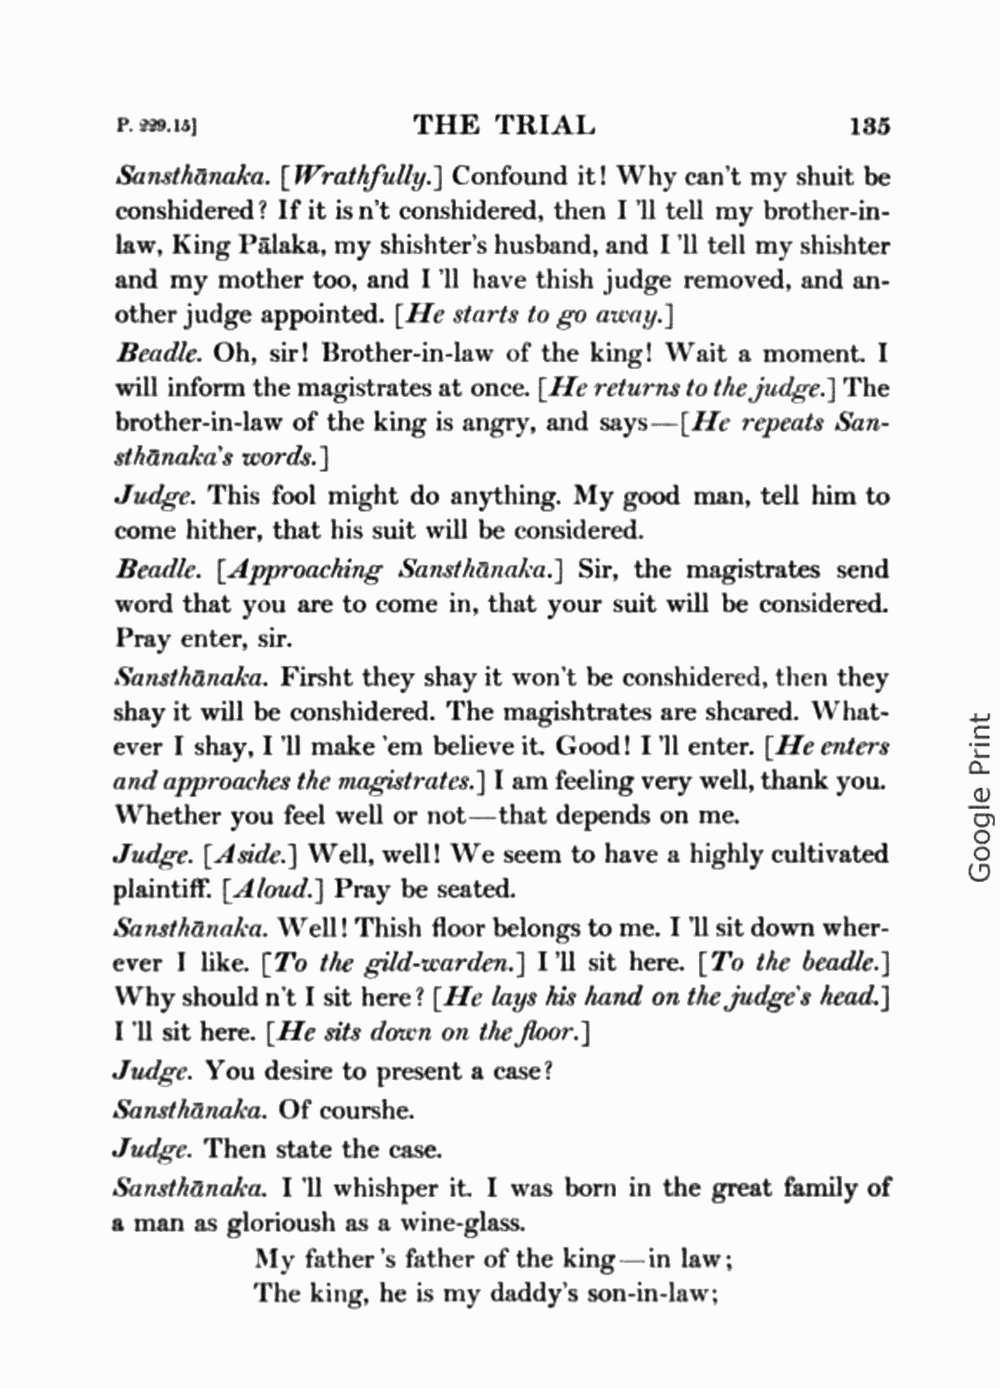 P. 229.15] THE TRIAL 135
Sansthānaka. [Wrathfully.] Confound it! Why can't my shuit be
conshidered? If it is n't conshidered, then I 'll tell my brother-in-
law, King Pālaka, my shishter's husband, and I 'll tell my shishter
and my mother too, and I 'll have thish judge removed, and an-
other judge appointed. [He starts to go away.]
Beadle. Oh, sir! Brother-in-law of the king! Wait a moment. I
will inform the magistrates at once. [He returns to the judge.] The
brother-in-law of the king is angry, and says—[He repeats San-
sthānaka's words.]
Judge. This fool might do anything. My good man, tell him to
come hither, that his suit will be considered.
Beadle. [Approaching Sansthānaka.] Sir, the magistrates send
word that you are to come in, that your suit will be considered.
Pray enter, sir.
Sansthānaka. Firsht they shay it won't be conshidered, then they
shay it will be conshidered. The magishtrates are shcared. What-
ever I shay, I 'll make 'em believe it. Good! I 'll enter. [He enters
and approaches the magistrates.] I am feeling very well, thank you.
Whether you feel well or not—that depends on me.
Judge. [Aside.] Well, well! We seem to have a highly cultivated
plaintiff. [Aloud.] Pray be seated.
Sansthānaka. Well! Thish floor belongs to me. I 'll sit down wher-
ever I like. [To the gild-warden.] I 'll sit here. [To the beadle.]
Why should n't I sit here? [He lays his hand on the judge's head.]
I 'll sit here. [He sits down on the floor.]
Judge. You desire to present a case?
Sansthānaka. Of courshe.
Judge. Then state the case.
Sansthānaka. I 'll whishper it. I was born in the great family of
a man as glorioush as a wine-glass.
My father 's father of the king—in law;
The king, he is my daddy's son-in-law;
Google Print